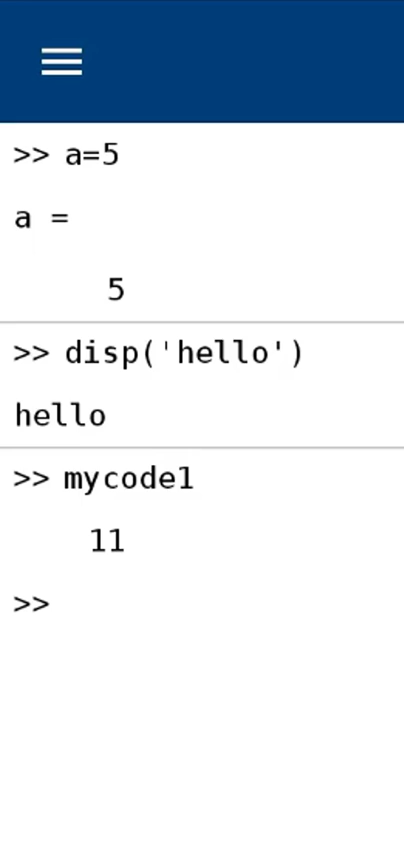 >> a=5
a =
5
>> disp('hello')
hello
>> mycode1
11
>>